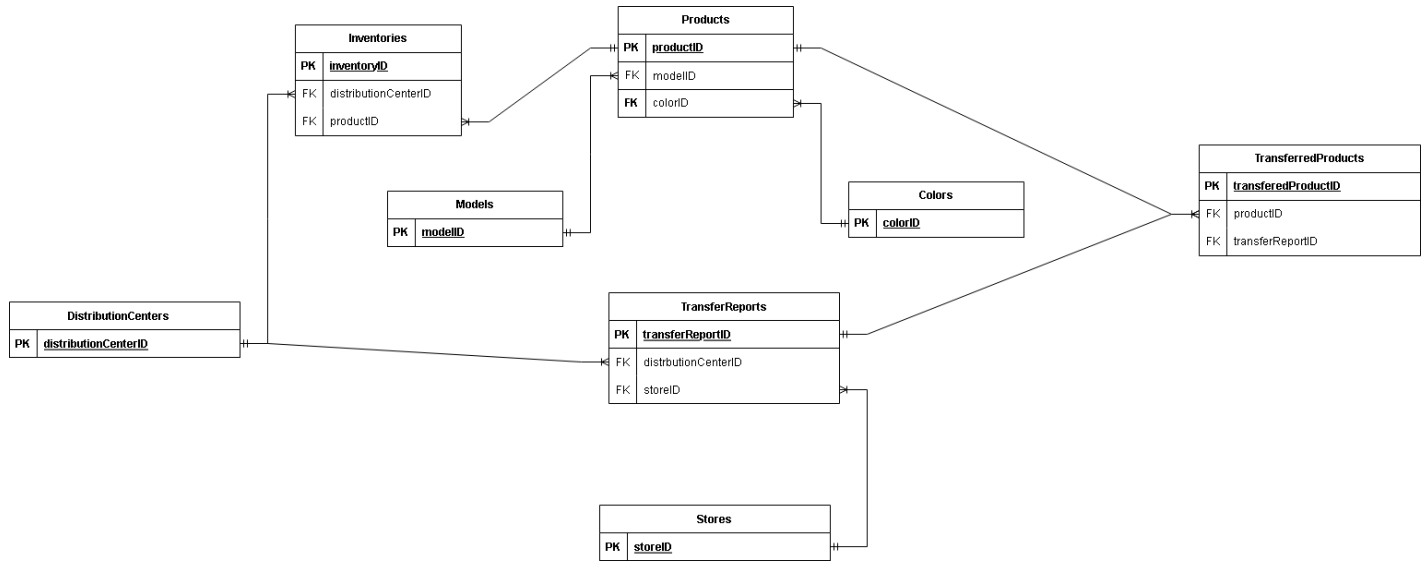 Inventories
PK inventoryID
FK distributionCenterID
FK productID
Products
PK productID
FK modelID
FK colorID
TransferredProducts
PK transferedProductID
FK productID
FK transferReportID
Models
PK modelID
Colors
PK colorID
DistributionCenters
PK distributionCenterID
TransferReports
PK transferReportID
FK distrbutionCenterID
FK storeID
Stores
PK storeID